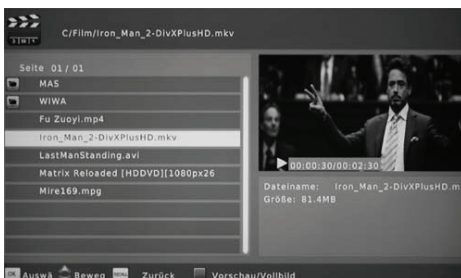 C/Film/Iron_Man_2-DivXPlusHD.mkv
Seite 01/01
MAS
WIWA
Fu Zuoyi.mp4
Iron_Man_2-DivXPlusHD.mkv
LastManStanding.avi
Matrix Reloaded [HDDVD][1080px26
Mire169.mpg
00:00:30/00:02:30
Dateiname: Iron_Man_2-DivXPlusHD.m
Größe: 81.4MB
OK Auswä Beweg RECALL Zurück Vorschau/Vollbild